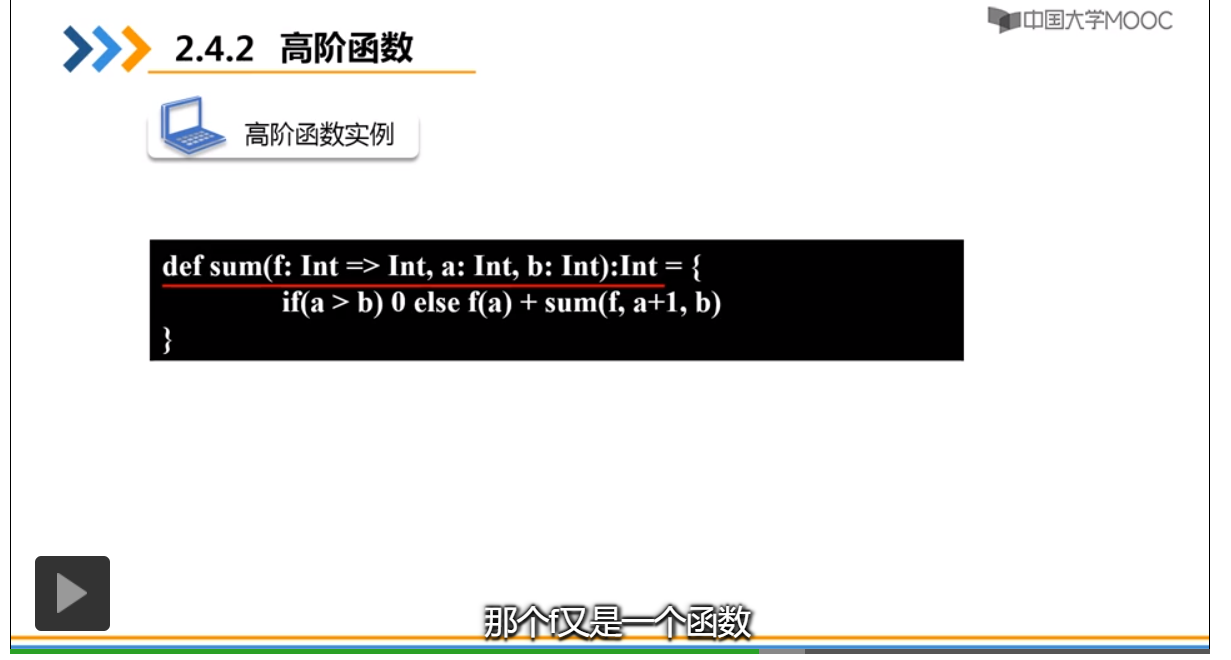 中国大学MOOC
2.4.2 高阶函数
高阶函数实例
def sum(f: Int => Int, a: Int, b: Int):Int = {
if(a > b) 0 else f(a) + sum(f, a+1, b)
}
那个f又是一个函数